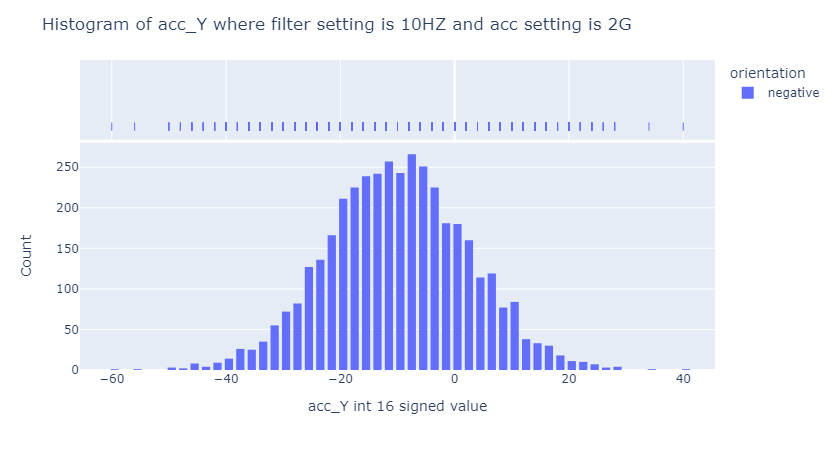 Histogram of acc_Y where filter setting is 10HZ and acc setting is 2G
orientation
negative
250
200
150
100
50
0
Count
−60
−40
−20
0
20
40
acc_Y int 16 signed value